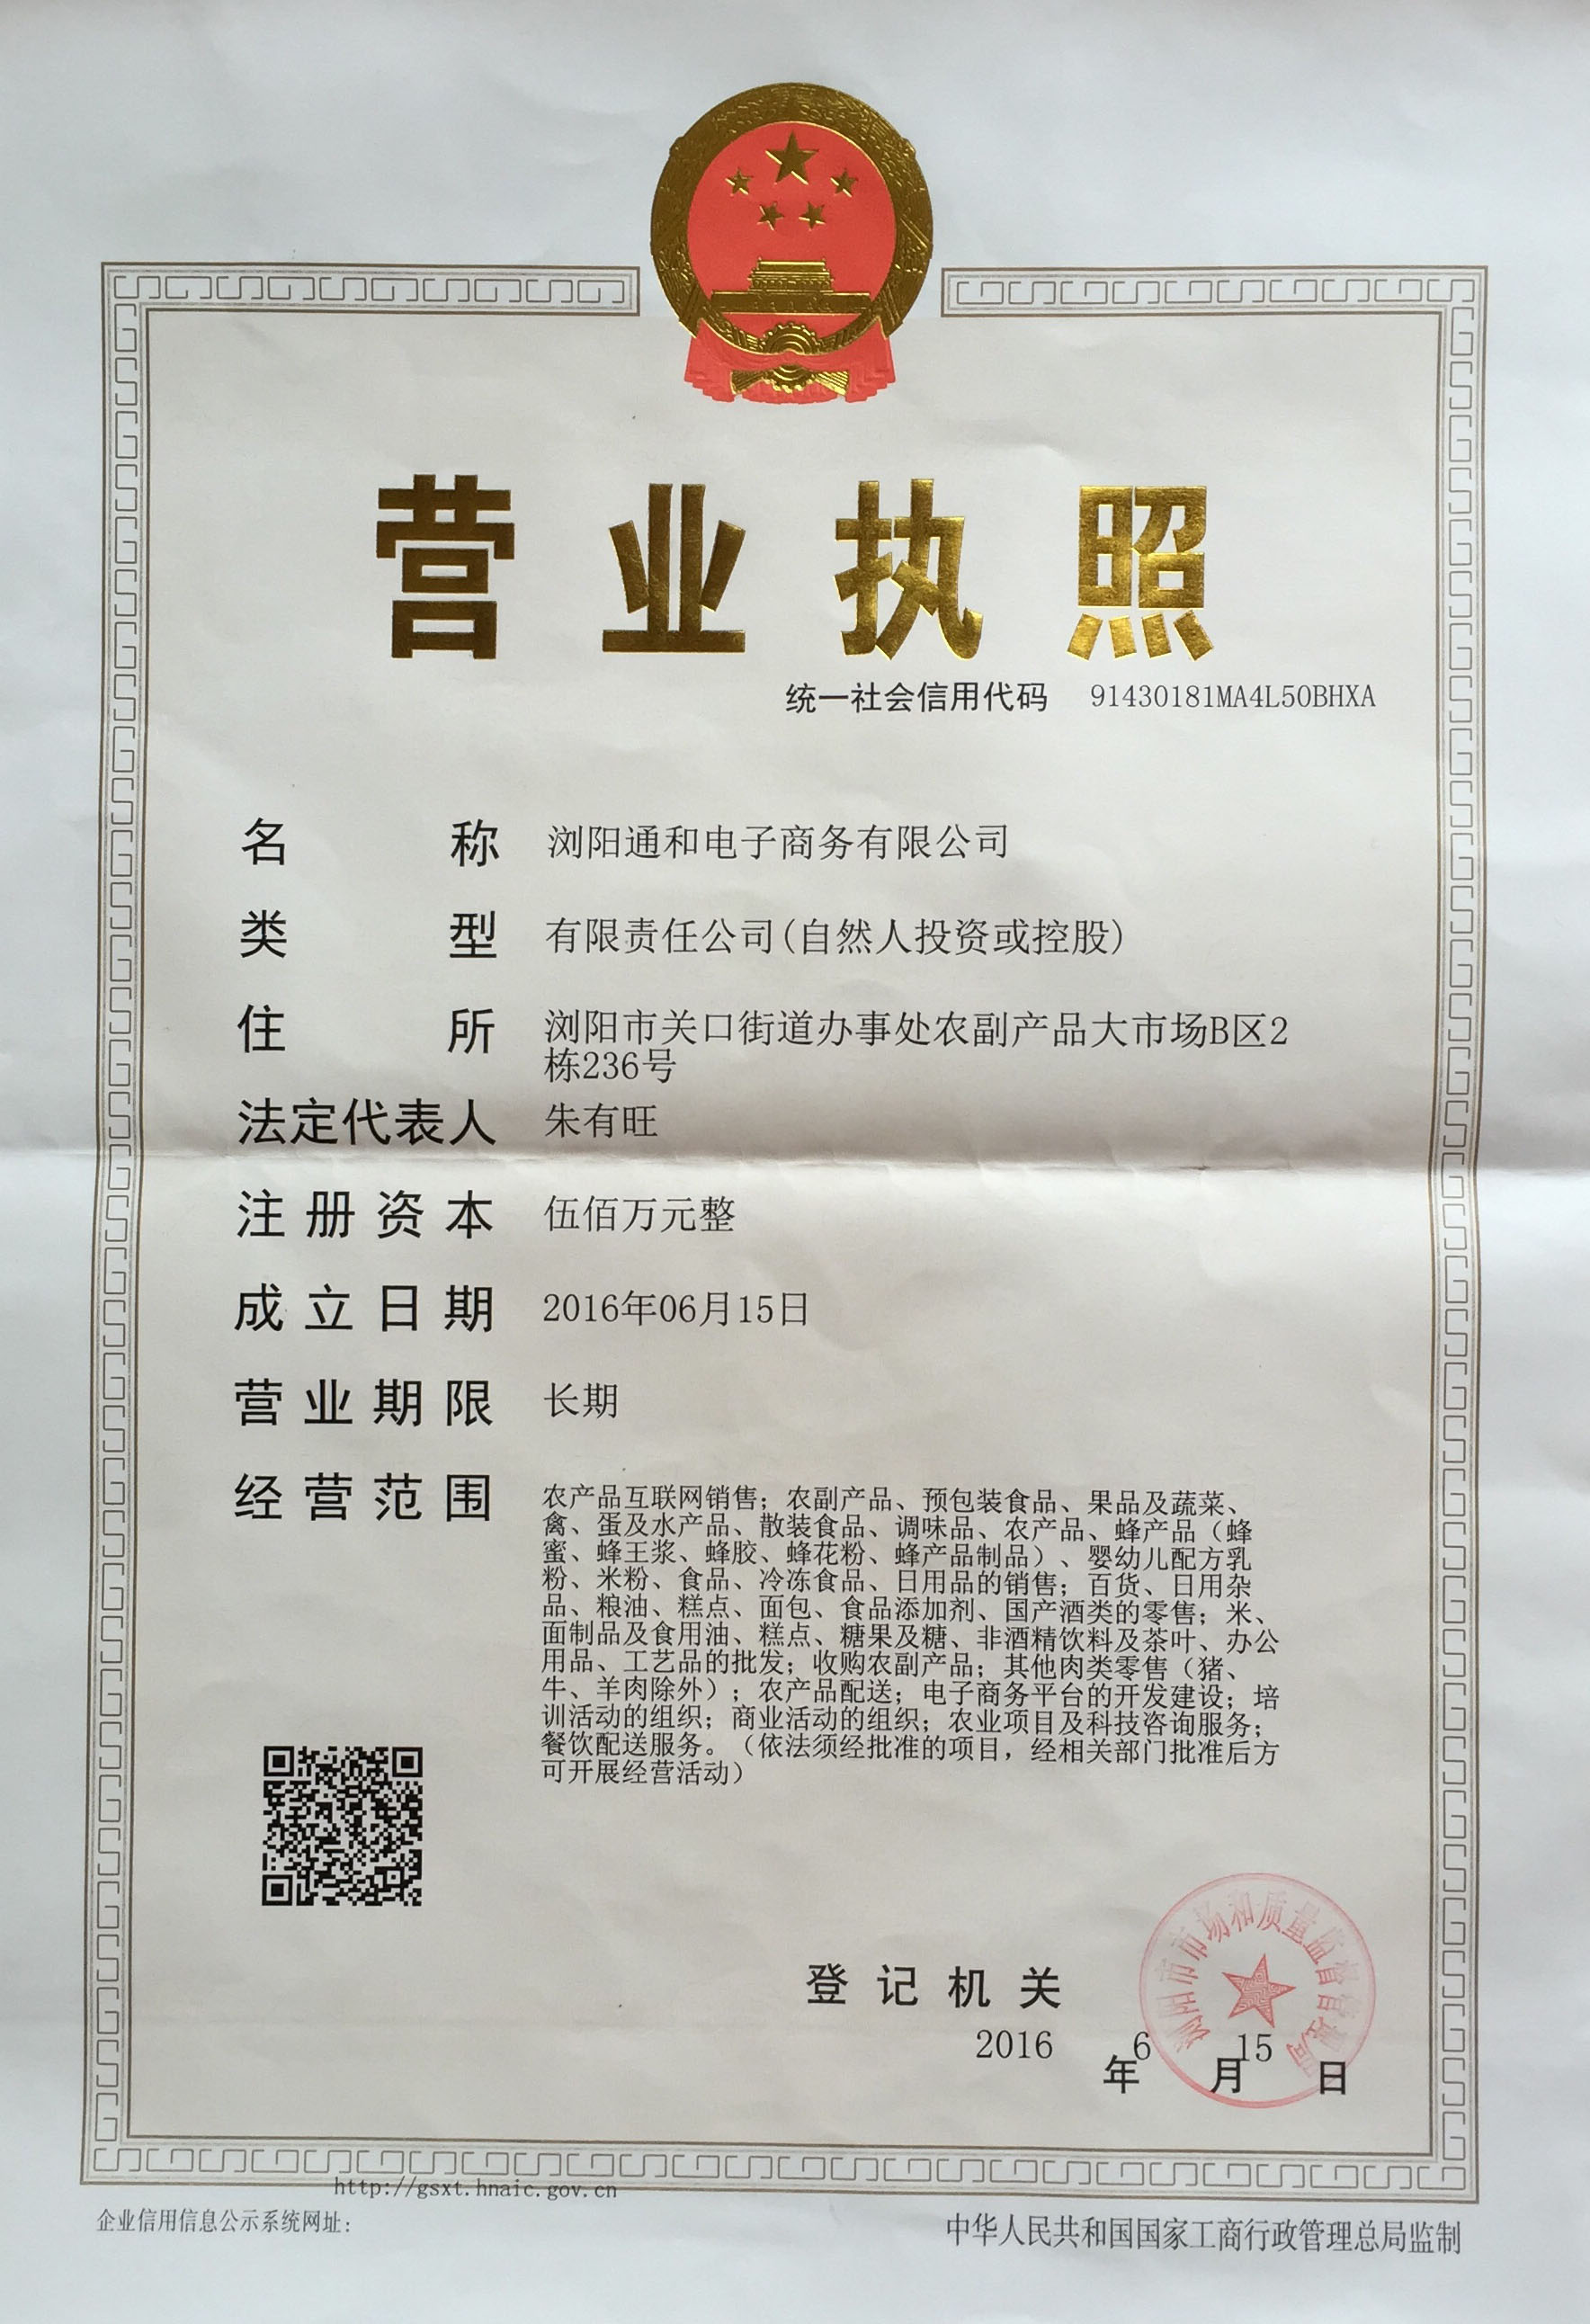 营业执照
统一社会信用代码 91430181MA4L50BHXA
名称 浏阳通和电子商务有限公司
类型 有限责任公司(自然人投资或控股)
住所 浏阳市关口街道办事处农副产品大市场B区2
栋236号
法定代表人 朱有旺
注册资本 伍佰万元整
成立日期 2016年06月15日
营业期限 长期
经营范围 农产品互联网销售；农副产品、预包装食品、果品及蔬菜、
禽、蛋及水产品、散装食品、调味品、农产品、蜂产品（蜂
蜜、蜂王浆、蜂胶、蜂花粉、蜂产品制品）、婴幼儿配方乳
粉、米粉、食品、冷冻食品、日用品的销售；百货、日用杂
品、粮油、糕点、面包、食品添加剂、国产酒类的零售；米、
面制品及食用油、糕点、糖果及糖、非酒精饮料及茶叶、办公
用品、工艺品的批发；收购农副产品；其他肉类零售（猪、
牛、羊肉除外）；农产品配送；电子商务平台的开发建设；培
训活动的组织；商业活动的组织；农业项目及科技咨询服务；
餐饮配送服务。（依法须经批准的项目，经相关部门批准后方
可开展经营活动）
浏阳市市场和质量监督管理局
登记机关
2016年6月15日
http://gsxt.hnaic.gov.cn
企业信用信息公示系统网址：
中华人民共和国国家工商行政管理总局监制